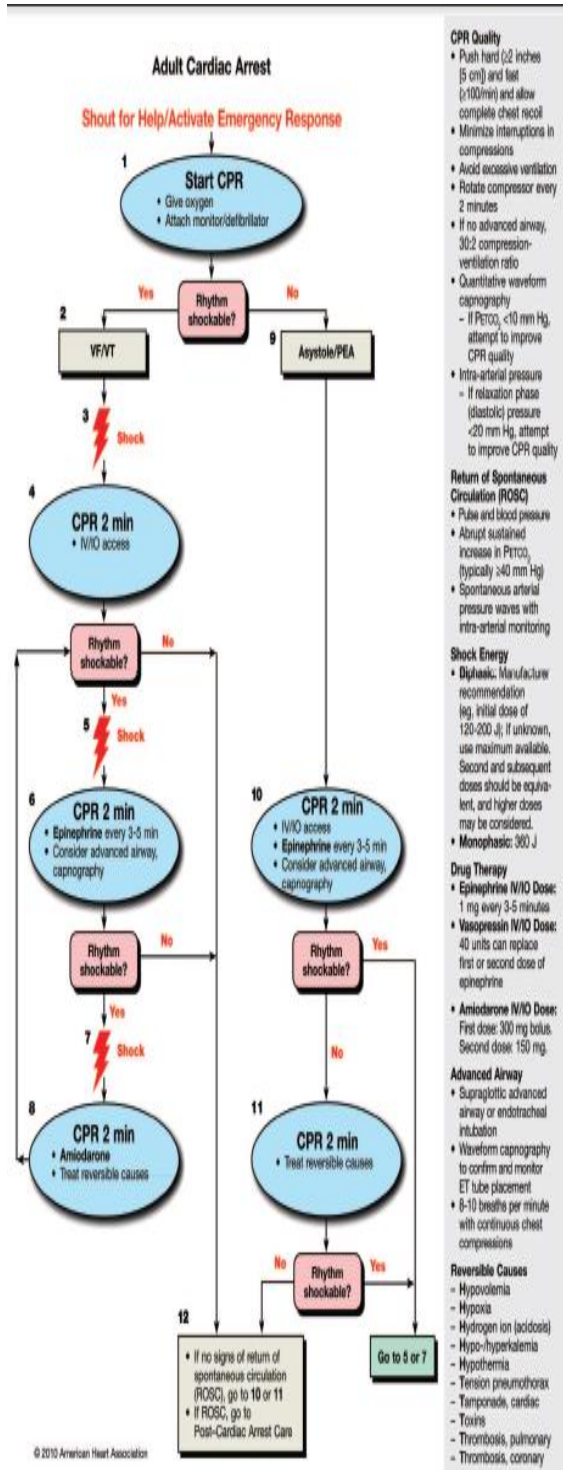 Adult Cardiac Arrest
Shout for Help/Activate Emergency Response
1
Start CPR
• Give oxygen
• Attach monitor/defibrillator
Yes
Rhythm
shockable?
No
2
VF/VT
9
Asystole/PEA
3
Shock
4
CPR 2 min
• IV/IO access
Rhythm
shockable?
No
Yes
5
Shock
6
CPR 2 min
• Epinephrine every 3-5 min
• Consider advanced airway,
capnography
Rhythm
shockable?
No
Yes
7
Shock
8
CPR 2 min
• Amiodarone
• Treat reversible causes
10
CPR 2 min
• IV/IO access
• Epinephrine every 3-5 min
• Consider advanced airway,
capnography
Rhythm
shockable?
Yes
No
11
CPR 2 min
• Treat reversible causes
No
Rhythm
shockable?
Yes
12
• If no signs of return of
spontaneous circulation
(ROSC), go to 10 or 11
• If ROSC, go to
Post–Cardiac Arrest Care
Go to 5 or 7
© 2010 American Heart Association
CPR Quality
• Push hard (≥2 inches
[5 cm]) and fast
(≥100/min) and allow
complete chest recoil
• Minimize interruptions in
compressions
• Avoid excessive ventilation
• Rotate compressor every
2 minutes
• If no advanced airway,
30:2 compression-
ventilation ratio
• Quantitative waveform
capnography
– If PETCO₂ <10 mm Hg,
attempt to improve
CPR quality
• Intra-arterial pressure
– If relaxation phase
(diastolic) pressure
<20 mm Hg, attempt
to improve CPR quality
Return of Spontaneous
Circulation (ROSC)
• Pulse and blood pressure
• Abrupt sustained
increase in PETCO₂
(typically ≥40 mm Hg)
• Spontaneous arterial
pressure waves with
intra-arterial monitoring
Shock Energy
• Biphasic: Manufacturer
recommendation
(eg, initial dose of
120-200 J); if unknown,
use maximum available.
Second and subsequent
doses should be equiva-
lent, and higher doses
may be considered.
• Monophasic: 360 J
Drug Therapy
• Epinephrine IV/IO Dose:
1 mg every 3-5 minutes
• Vasopressin IV/IO Dose:
40 units can replace
first or second dose of
epinephrine
• Amiodarone IV/IO Dose:
First dose: 300 mg bolus.
Second dose: 150 mg.
Advanced Airway
• Supraglottic advanced
airway or endotracheal
intubation
• Waveform capnography
to confirm and monitor
ET tube placement
• 8-10 breaths per minute
with continuous chest
compressions
Reversible Causes
– Hypovolemia
– Hypoxia
– Hydrogen ion (acidosis)
– Hypo-/hyperkalemia
– Hypothermia
– Tension pneumothorax
– Tamponade, cardiac
– Toxins
– Thrombosis, pulmonary
– Thrombosis, coronary